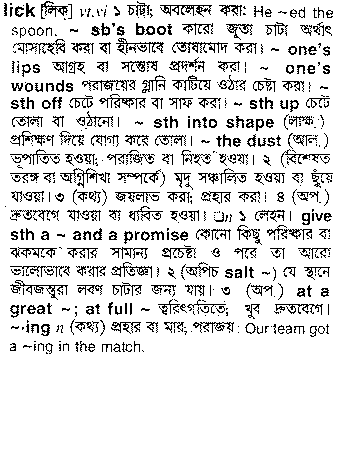 lick [লিক] vt,vi ১ চাটা; অবলেহন করা: He ~ed the
spoon. ~ sb's boot কারো জুতা চাটা অর্থাৎ
মোসাহেবি করা বা হীনভাবে তোষামোদ করা। ~ one's
lips আগ্রহ বা সন্তোষ প্রদর্শন করা। ~ one's
wounds পরাজয়ের গ্লানি কাটিয়ে ওঠার চেষ্টা করা। ~
sth off চেটে পরিষ্কার বা সাফ করা। ~ sth up চেটে
তোলা বা ওঠানো। ~ sth into shape (লাক্ষ.)
প্রশিক্ষণ দিয়ে যোগ্য করে তোলা। ~ the dust (আল.)
ভূপাতিত হওয়া; পরাজিত বা নিহত হওয়া। ২ (বিশেষত
তরঙ্গ বা অগ্নিশিখা সম্পর্কে) মৃদু সঞ্চালিত হওয়া বা ছুঁয়ে
যাওয়া। ৩ (কথ্য) জয়লাভ করা; প্রহার করা। ৪ (অপ.)
দ্রুতবেগে যাওয়া বা ধাবিত হওয়া। □n ১ লেহন। give
sth a ~ and a promise কোনো কিছু পরিষ্কার বা
ঝকমকে করার সামান্য প্রচেষ্টা ও পরে তা আরো
ভালোভাবে করার প্রতিজ্ঞা। ২ (অপিচ salt ~) যে স্থানে
জীবজন্তুরা লবণ চাটার জন্য যায়। ৩ (অপ.) at a
great ~; at full ~ ত্বরিৎগতিতে; খুব দ্রুতবেগে।
~·ing n (কথ্য) প্রহার বা মার; পরাজয়: Our team got
a ~ing in the match.